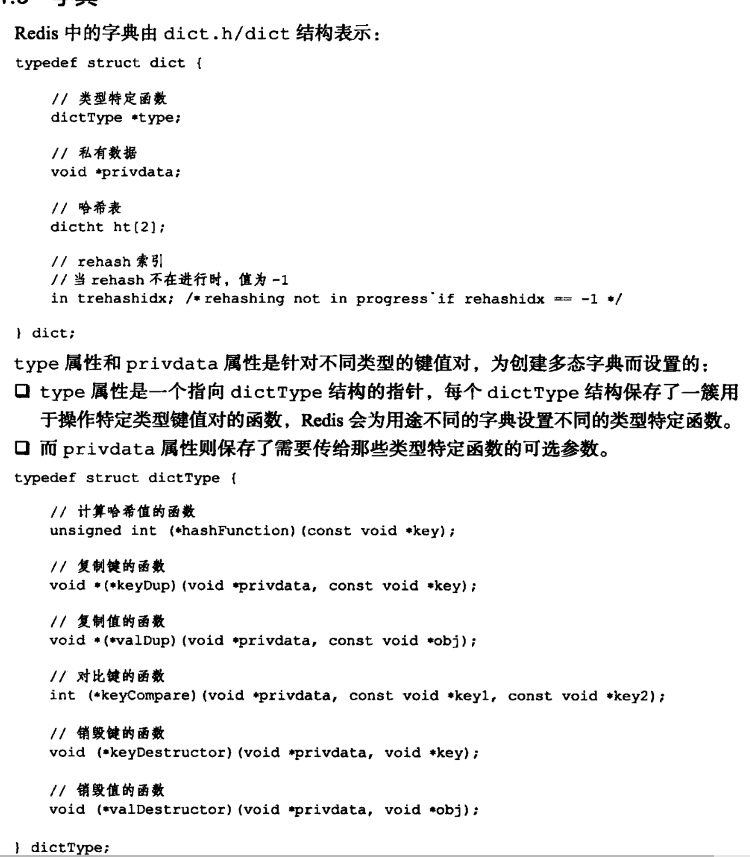 Redis 中的字典由 dict.h/dict 结构表示：
typedef struct dict {
// 类型特定函数
dictType *type;
// 私有数据
void *privdata;
// 哈希表
dictht ht[2];
// rehash 索引
// 当 rehash 不在进行时，值为 -1
in trehashidx; /* rehashing not in progress if rehashidx == -1 */
} dict;
type 属性和 privdata 属性是针对不同类型的键值对，为创建多态字典而设置的：
❑ type 属性是一个指向 dictType 结构的指针，每个 dictType 结构保存了一簇用
于操作特定类型键值对的函数，Redis 会为用途不同的字典设置不同的类型特定函数。
❑ 而 privdata 属性则保存了需要传给那些类型特定函数的可选参数。
typedef struct dictType {
// 计算哈希值的函数
unsigned int (*hashFunction)(const void *key);
// 复制键的函数
void *(*keyDup)(void *privdata, const void *key);
// 复制值的函数
void *(*valDup)(void *privdata, const void *obj);
// 对比键的函数
int (*keyCompare)(void *privdata, const void *key1, const void *key2);
// 销毁键的函数
void (*keyDestructor)(void *privdata, void *key);
// 销毁值的函数
void (*valDestructor)(void *privdata, void *obj);
} dictType;